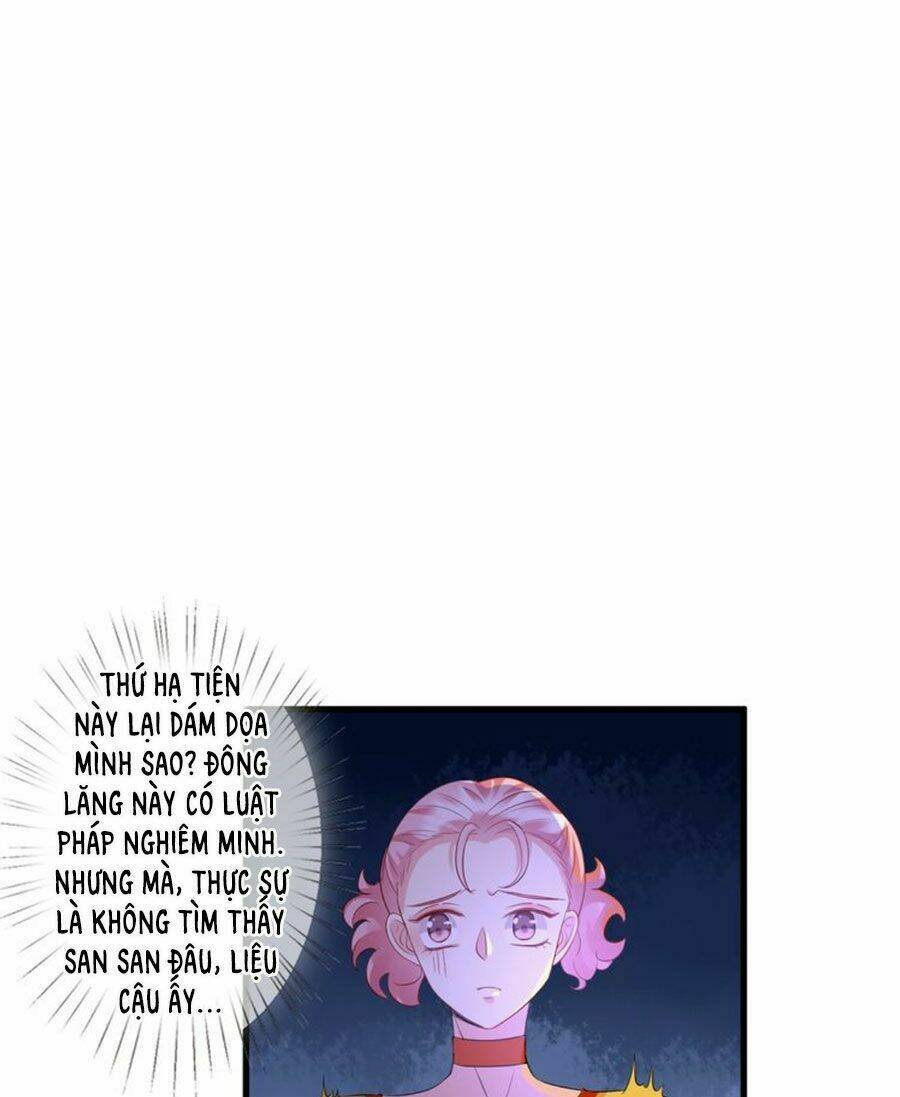 THỨ HẠ TIỆN
NÀY LẠI DÁM DỌA
MÌNH SAO? ĐÔNG
LĂNG NÀY CÓ LUẬT
PHÁP NGHIÊM MINH.
NHƯNG MÀ, THỰC SỰ
LÀ KHÔNG TÌM THẤY
SAN SAN ĐÂU, LIỆU
CẬU ẤY...